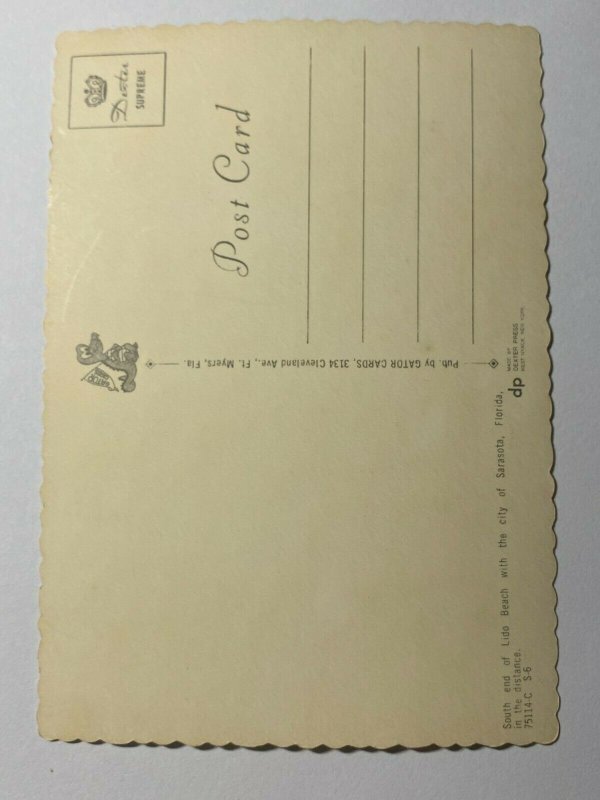 Dexter
SUPREME
Post Card
GATOR
CARDS
Pub. by GATOR CARDS, 3134 Cleveland Ave., Ft. Myers, Fla.
dp
MADE BY
DEXTER PRESS
WEST NYACK, NEW YORK
South end of Lido Beach with the city of Sarasota, Florida,
in the distance.
75114-C S-6